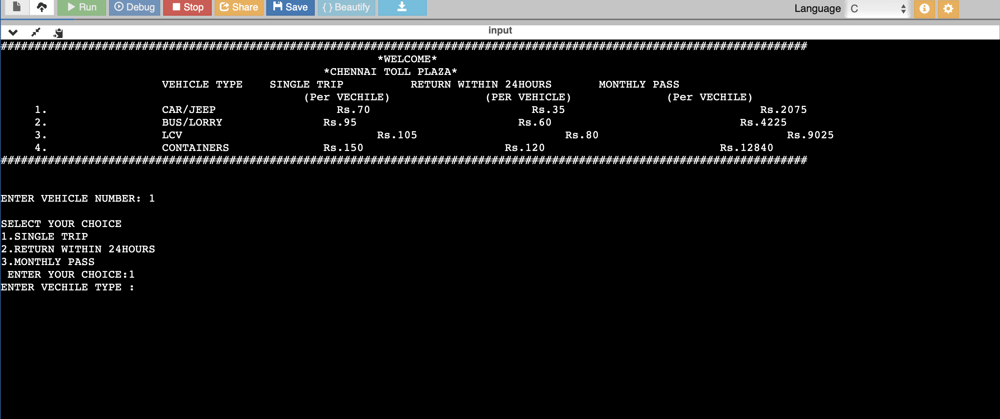 Run Debug Stop Share Save {} Beautify Language C
input
########################################################################################################################
*WELCOME*
*CHENNAI TOLL PLAZA*
VEHICLE TYPE SINGLE TRIP RETURN WITHIN 24HOURS MONTHLY PASS
(Per VECHILE) (PER VEHICLE) (Per VECHILE)
1. CAR/JEEP Rs.70 Rs.35 Rs.2075
2. BUS/LORRY Rs.95 Rs.60 Rs.4225
3. LCV Rs.105 Rs.80 Rs.9025
4. CONTAINERS Rs.150 Rs.120 Rs.12840
########################################################################################################################
ENTER VEHICLE NUMBER: 1
SELECT YOUR CHOICE
1.SINGLE TRIP
2.RETURN WITHIN 24HOURS
3.MONTHLY PASS
ENTER YOUR CHOICE:1
ENTER VECHILE TYPE :